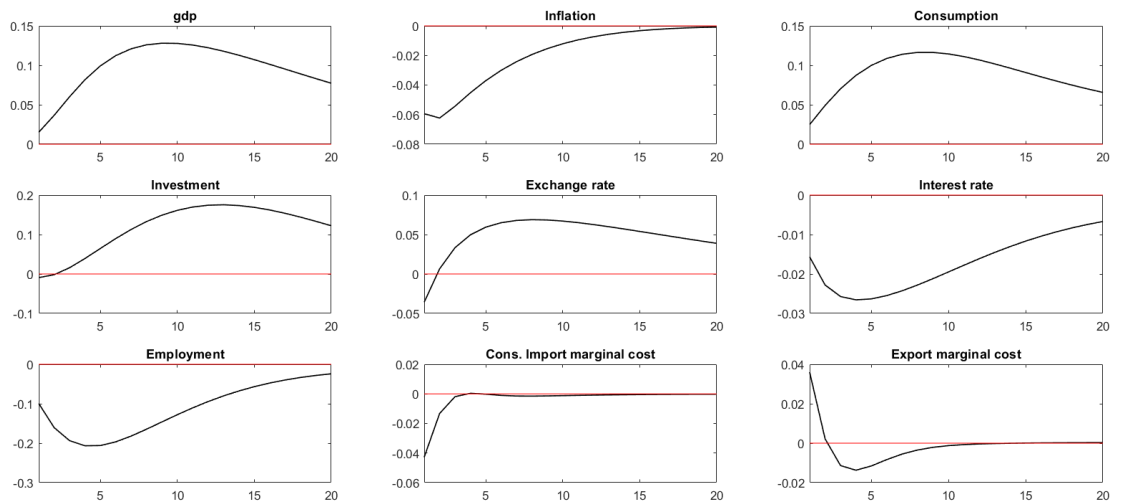 gdp
0.15
0.1
0.05
0
5 10 15 20
Inflation
0
-0.02
-0.04
-0.06
-0.08
5 10 15 20
Consumption
0.15
0.1
0.05
0
5 10 15 20
Investment
0.2
0.1
0
-0.1
5 10 15 20
Exchange rate
0.1
0.05
0
-0.05
5 10 15 20
Interest rate
0
-0.01
-0.02
-0.03
5 10 15 20
Employment
0
-0.1
-0.2
-0.3
5 10 15 20
Cons. Import marginal cost
0.02
0
-0.02
-0.04
-0.06
5 10 15 20
Export marginal cost
0.04
0.02
0
-0.02
5 10 15 20